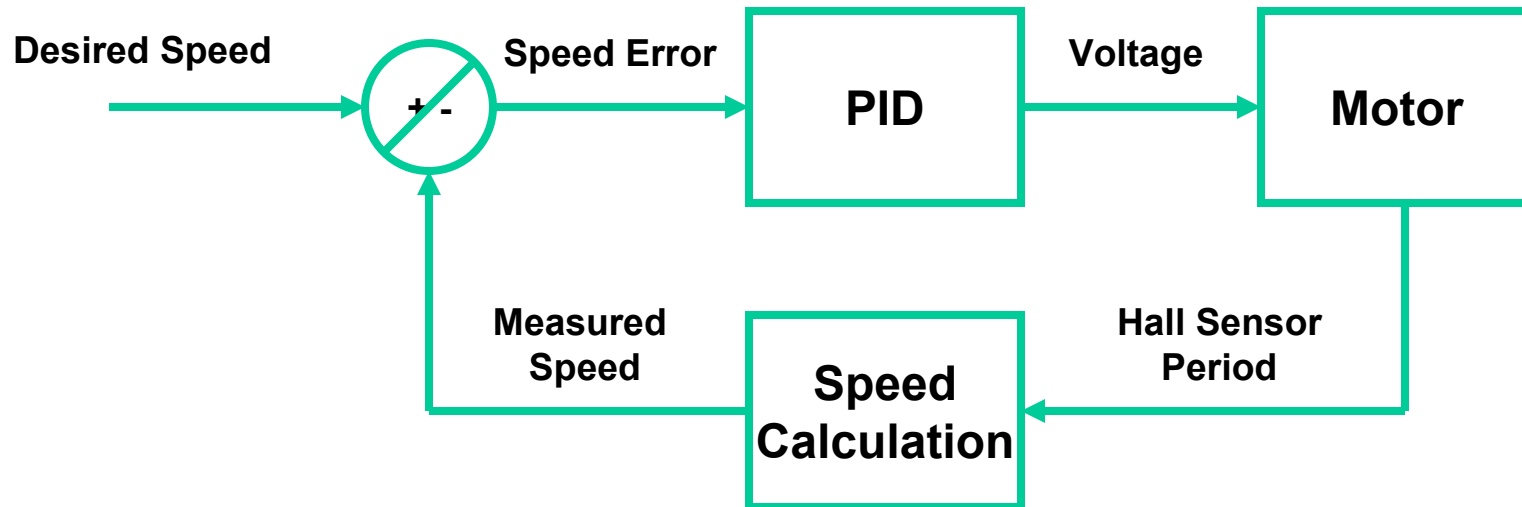 Desired Speed
+ -
Speed Error
PID
Voltage
Motor
Measured
Speed
Speed
Calculation
Hall Sensor
Period